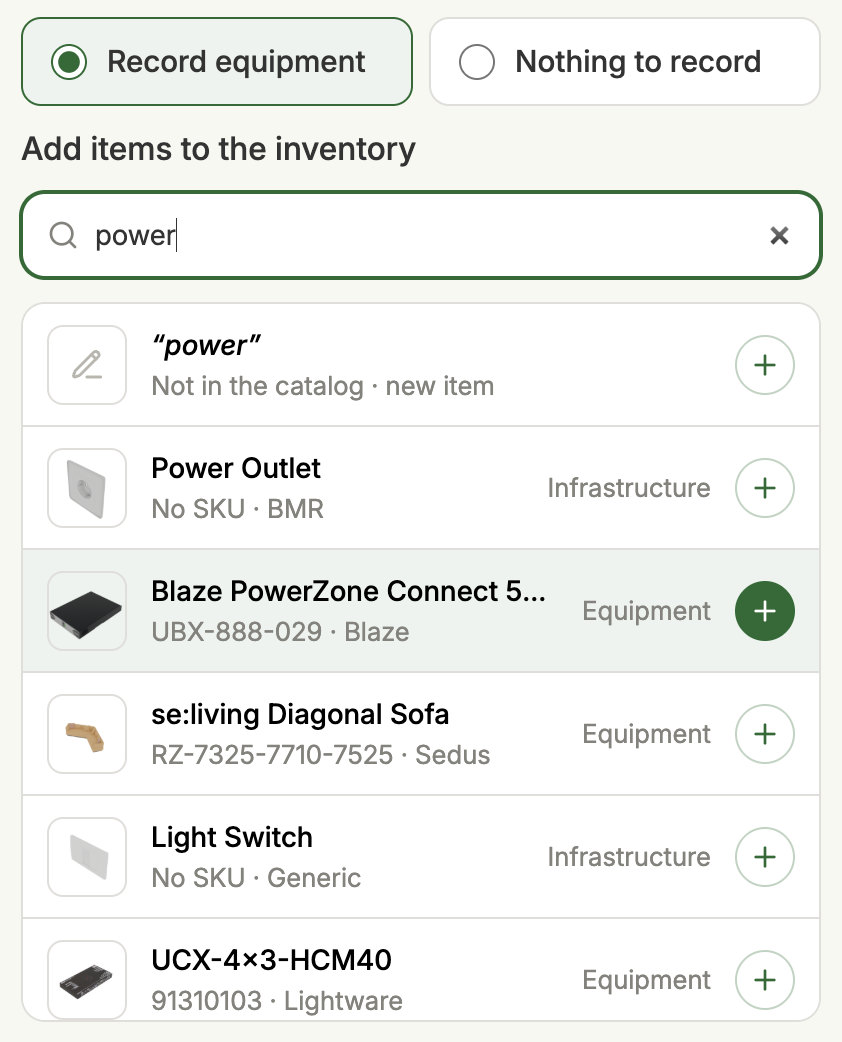 Record equipment
Nothing to record
Add items to the inventory
power
“power”
Not in the catalog · new item
Power Outlet
No SKU · BMR
Infrastructure
Blaze PowerZone Connect 5...
UBX-888-029 · Blaze
Equipment
se:living Diagonal Sofa
RZ-7325-7710-7525 · Sedus
Equipment
Light Switch
No SKU · Generic
Infrastructure
UCX-4×3-HCM40
91310103 · Lightware
Equipment